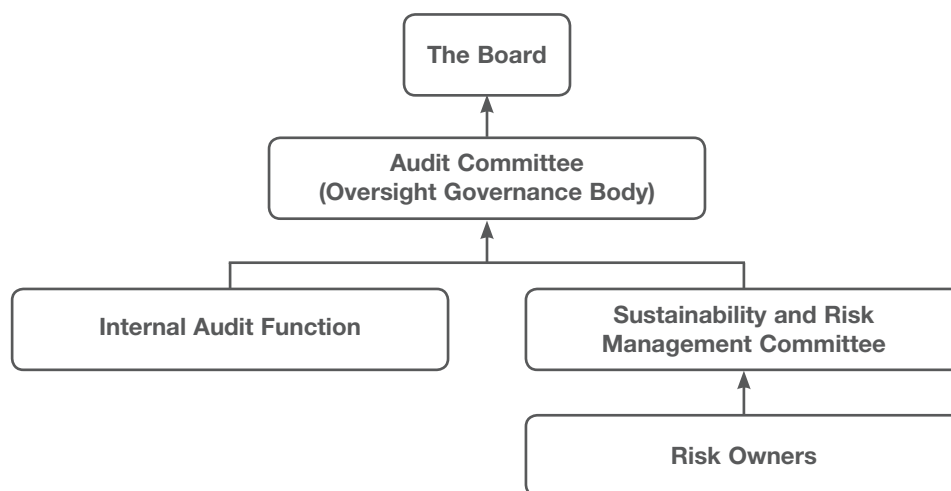 The Board
Audit Committee
(Oversight Governance Body)
Internal Audit Function
Sustainability and Risk
Management Committee
Risk Owners